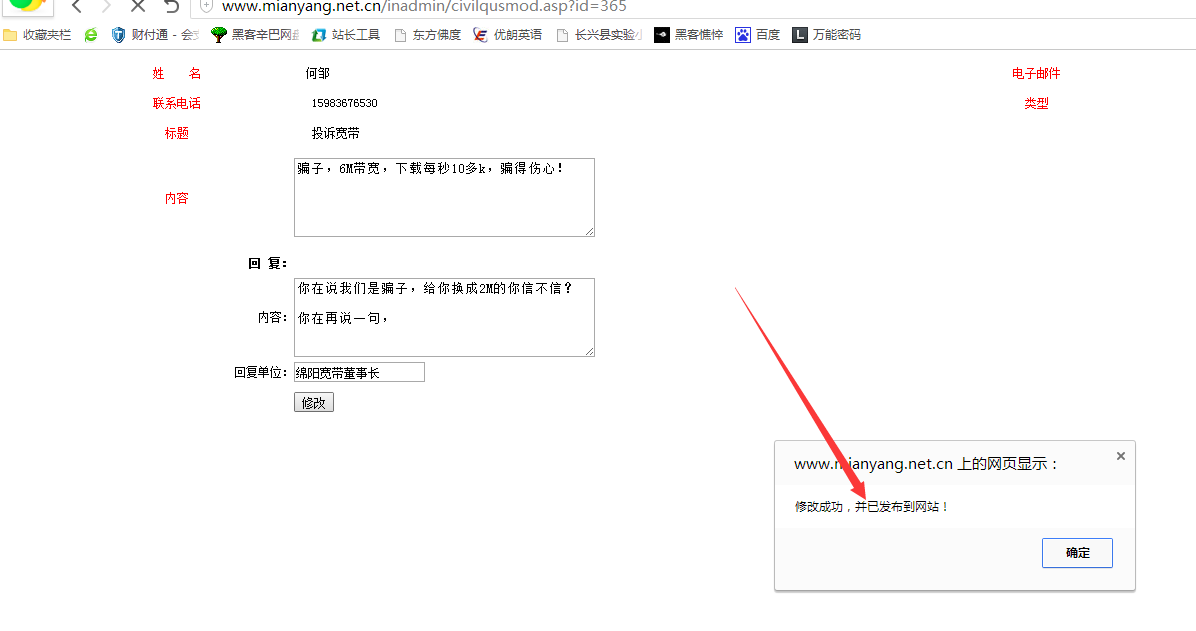 www.mianyang.net.cn/inadmin/civilqusmod.asp?id=365
收藏夹栏 财付通 - 会 黑客辛巴网 站长工具 东方佛度 优朗英语 长兴县实验 黑客憔悴 百度 L 万能密码
姓 名 何邹 电子邮件
联系电话 15983676530 类型
标题 投诉宽带
内容 骗子，6M带宽，下载每秒10多k，骗得伤心！
回 复：
内容： 你在说我们是骗子，给你换成2M的你信不信？
你在再说一句，
回复单位： 绵阳宽带董事长
修改
www.mianyang.net.cn 上的网页显示：
修改成功，并已发布到网站！
确定